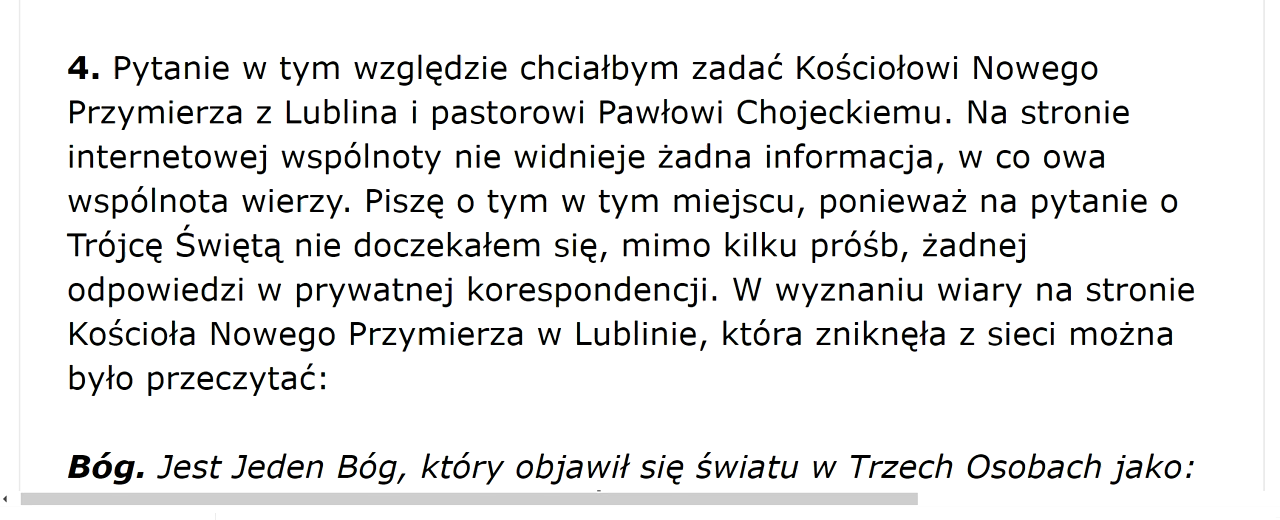 4. Pytanie w tym względzie chciałbym zadać Kościołowi Nowego
Przymierza z Lublina i pastorowi Pawłowi Chojeckiemu. Na stronie
internetowej wspólnoty nie widnieje żadna informacja, w co owa
wspólnota wierzy. Piszę o tym w tym miejscu, ponieważ na pytanie o
Trójcę Świętą nie doczekałem się, mimo kilku próśb, żadnej
odpowiedzi w prywatnej korespondencji. W wyznaniu wiary na stronie
Kościoła Nowego Przymierza w Lublinie, która zniknęła z sieci można
było przeczytać:
Bóg. Jest Jeden Bóg, który objawił się światu w Trzech Osobach jako: